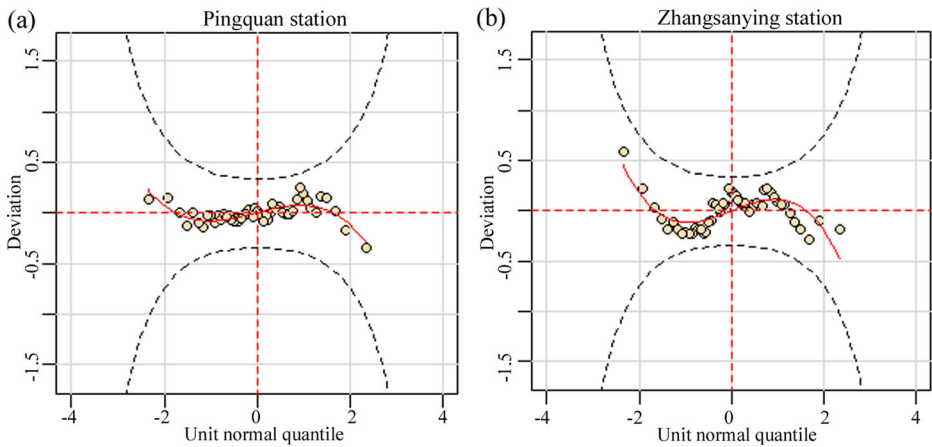 (a)
Pingquan station
Deviation
1.5
0.5
-0.5
-1.5
-4
-2
0
2
4
Unit normal quantile
(b)
Zhangsanying station
Deviation
1.5
0.5
-0.5
-1.5
-4
-2
0
2
4
Unit normal quantile